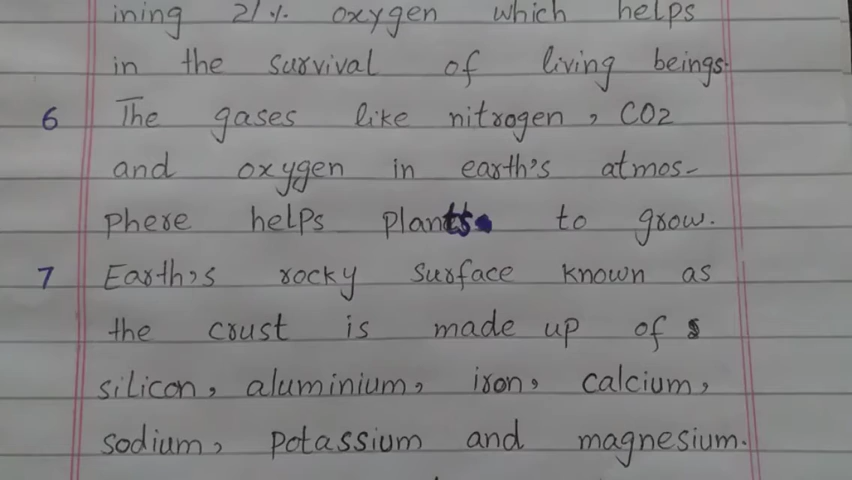 ining 21% oxygen which helps
in the survival of living beings.
6 The gases like nitrogen, CO2
and oxygen in earth's atmos-
phere helps plants to grow.
7 Earth's rocky surface known as
the crust is made up of s
silicon, aluminium, iron, calcium,
sodium, potassium and magnesium.